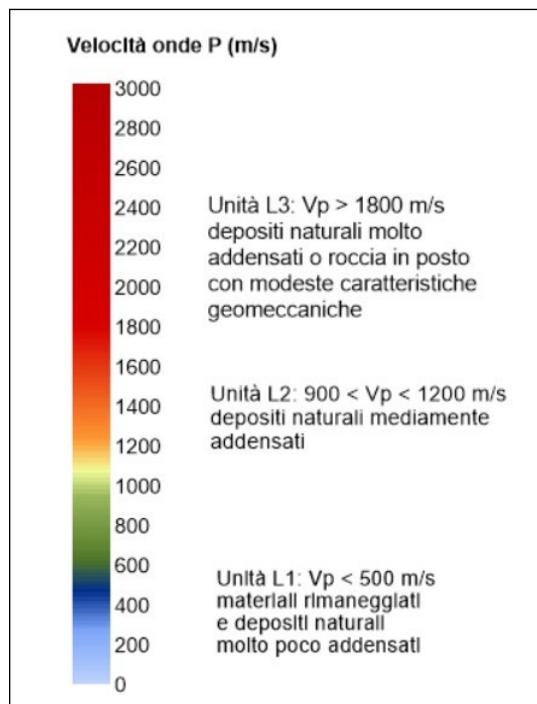 Velocità onde P (m/s)
3000
2800
2600
2400
2200
2000
1800
1600
1400
1200
1000
800
600
400
200
0
Unità L3: Vp > 1800 m/s
depositi naturali molto
addensati o roccia in posto
con modeste caratteristiche
geomeccaniche
Unità L2: 900 < Vp < 1200 m/s
depositi naturali mediamente
addensati
Unità L1: Vp < 500 m/s
materiali rimaneggiati
e depositi naturali
molto poco addensati